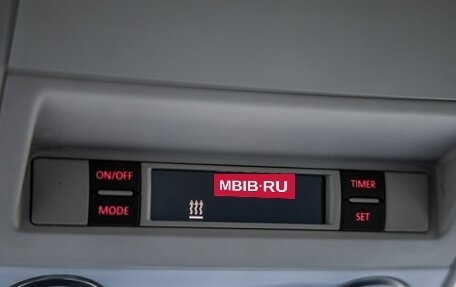 ON/OFF
MBIB·RU
TIMER
MODE
SET